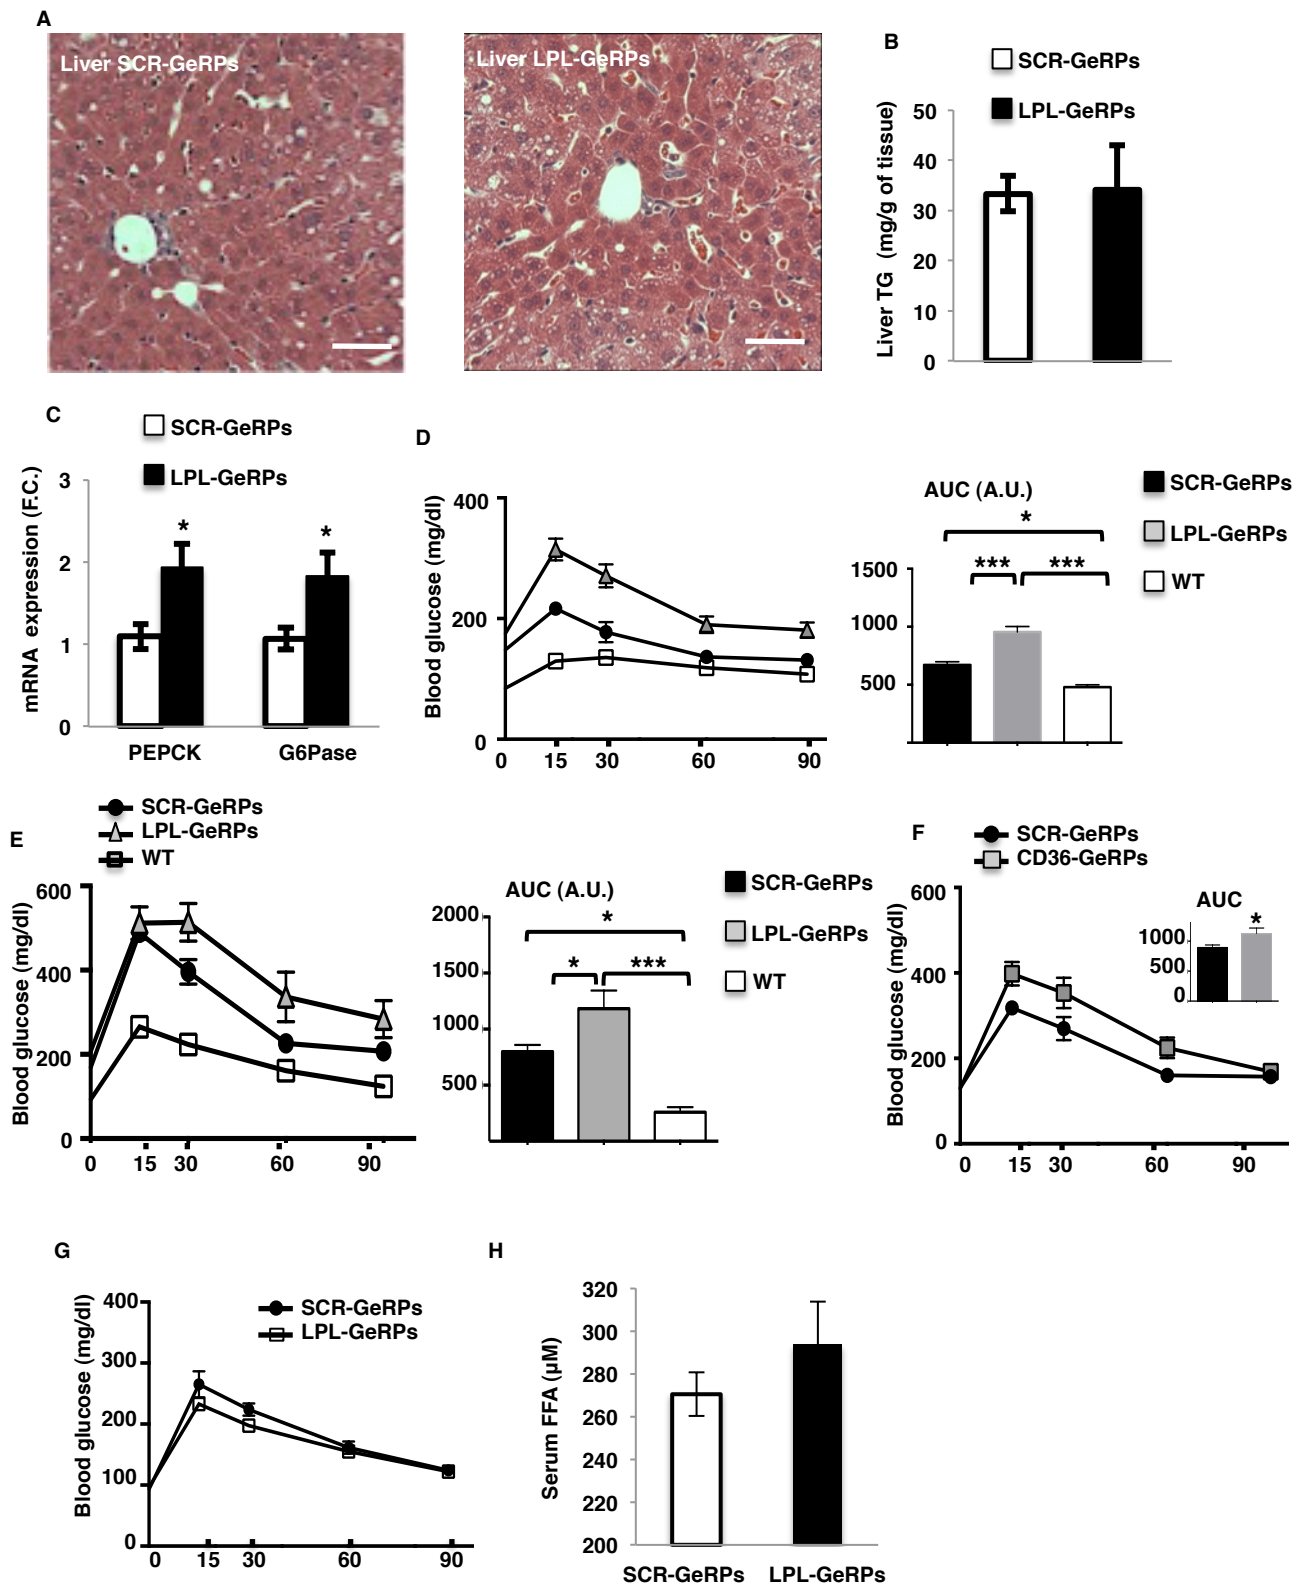 A
Liver SCR-GeRPs
Liver LPL-GeRPs
B
SCR-GeRPs
LPL-GeRPs
Liver TG (mg/g of tissue)
50
40
30
20
10
0
C
SCR-GeRPs
LPL-GeRPs
mRNA expression (F.C.)
3
2
1
0
*
*
PEPCK
G6Pase
D
Blood glucose (mg/dl)
400
200
0
0 15 30 60 90
AUC (A.U.)
*
*** ***
1500
1000
500
SCR-GeRPs
LPL-GeRPs
WT
E
SCR-GeRPs
LPL-GeRPs
WT
Blood glucose (mg/dl)
600
400
200
0
0 15 30 60 90
AUC (A.U.)
2000
1500
1000
500
*
* ***
SCR-GeRPs
LPL-GeRPs
WT
F
SCR-GeRPs
CD36-GeRPs
Blood glucose (mg/dl)
600
400
200
0
0 15 30 60 90
AUC
*
1000
500
0
G
SCR-GeRPs
LPL-GeRPs
Blood glucose (mg/dl)
400
300
200
100
0
0 15 30 60 90
H
Serum FFA (µM)
320
300
280
260
240
220
200
SCR-GeRPs LPL-GeRPs